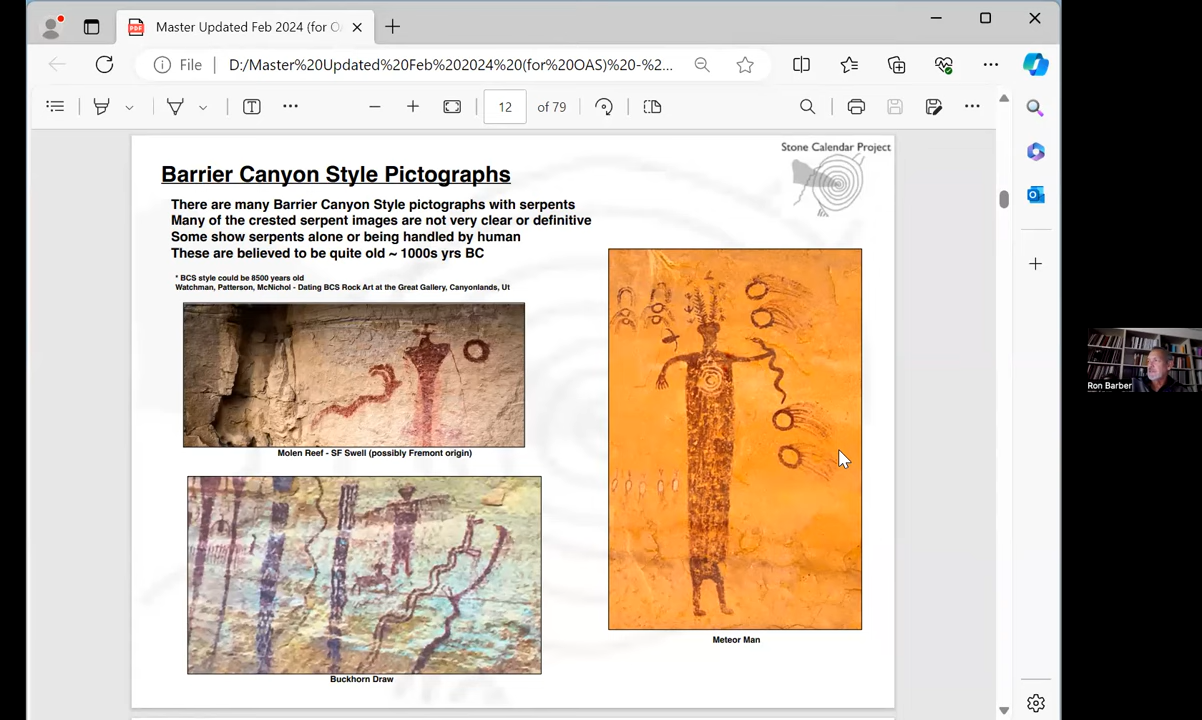 Master Updated Feb 2024 (for O
File
D:/Master%20Updated%20Feb%202024%20(for%20OAS)%20-%2...
12 of 79
Stone Calendar Project
Barrier Canyon Style Pictographs
There are many Barrier Canyon Style pictographs with serpents
Many of the crested serpent images are not very clear or definitive
Some show serpents alone or being handled by human
These are believed to be quite old ~ 1000s yrs BC
* BCS style could be 8500 years old
Watchman, Patterson, McNichol - Dating BCS Rock Art at the Great Gallery, Canyonlands, Ut
Molen Reef - SF Swell (possibly Fremont origin)
Buckhorn Draw
Meteor Man
Ron Barber